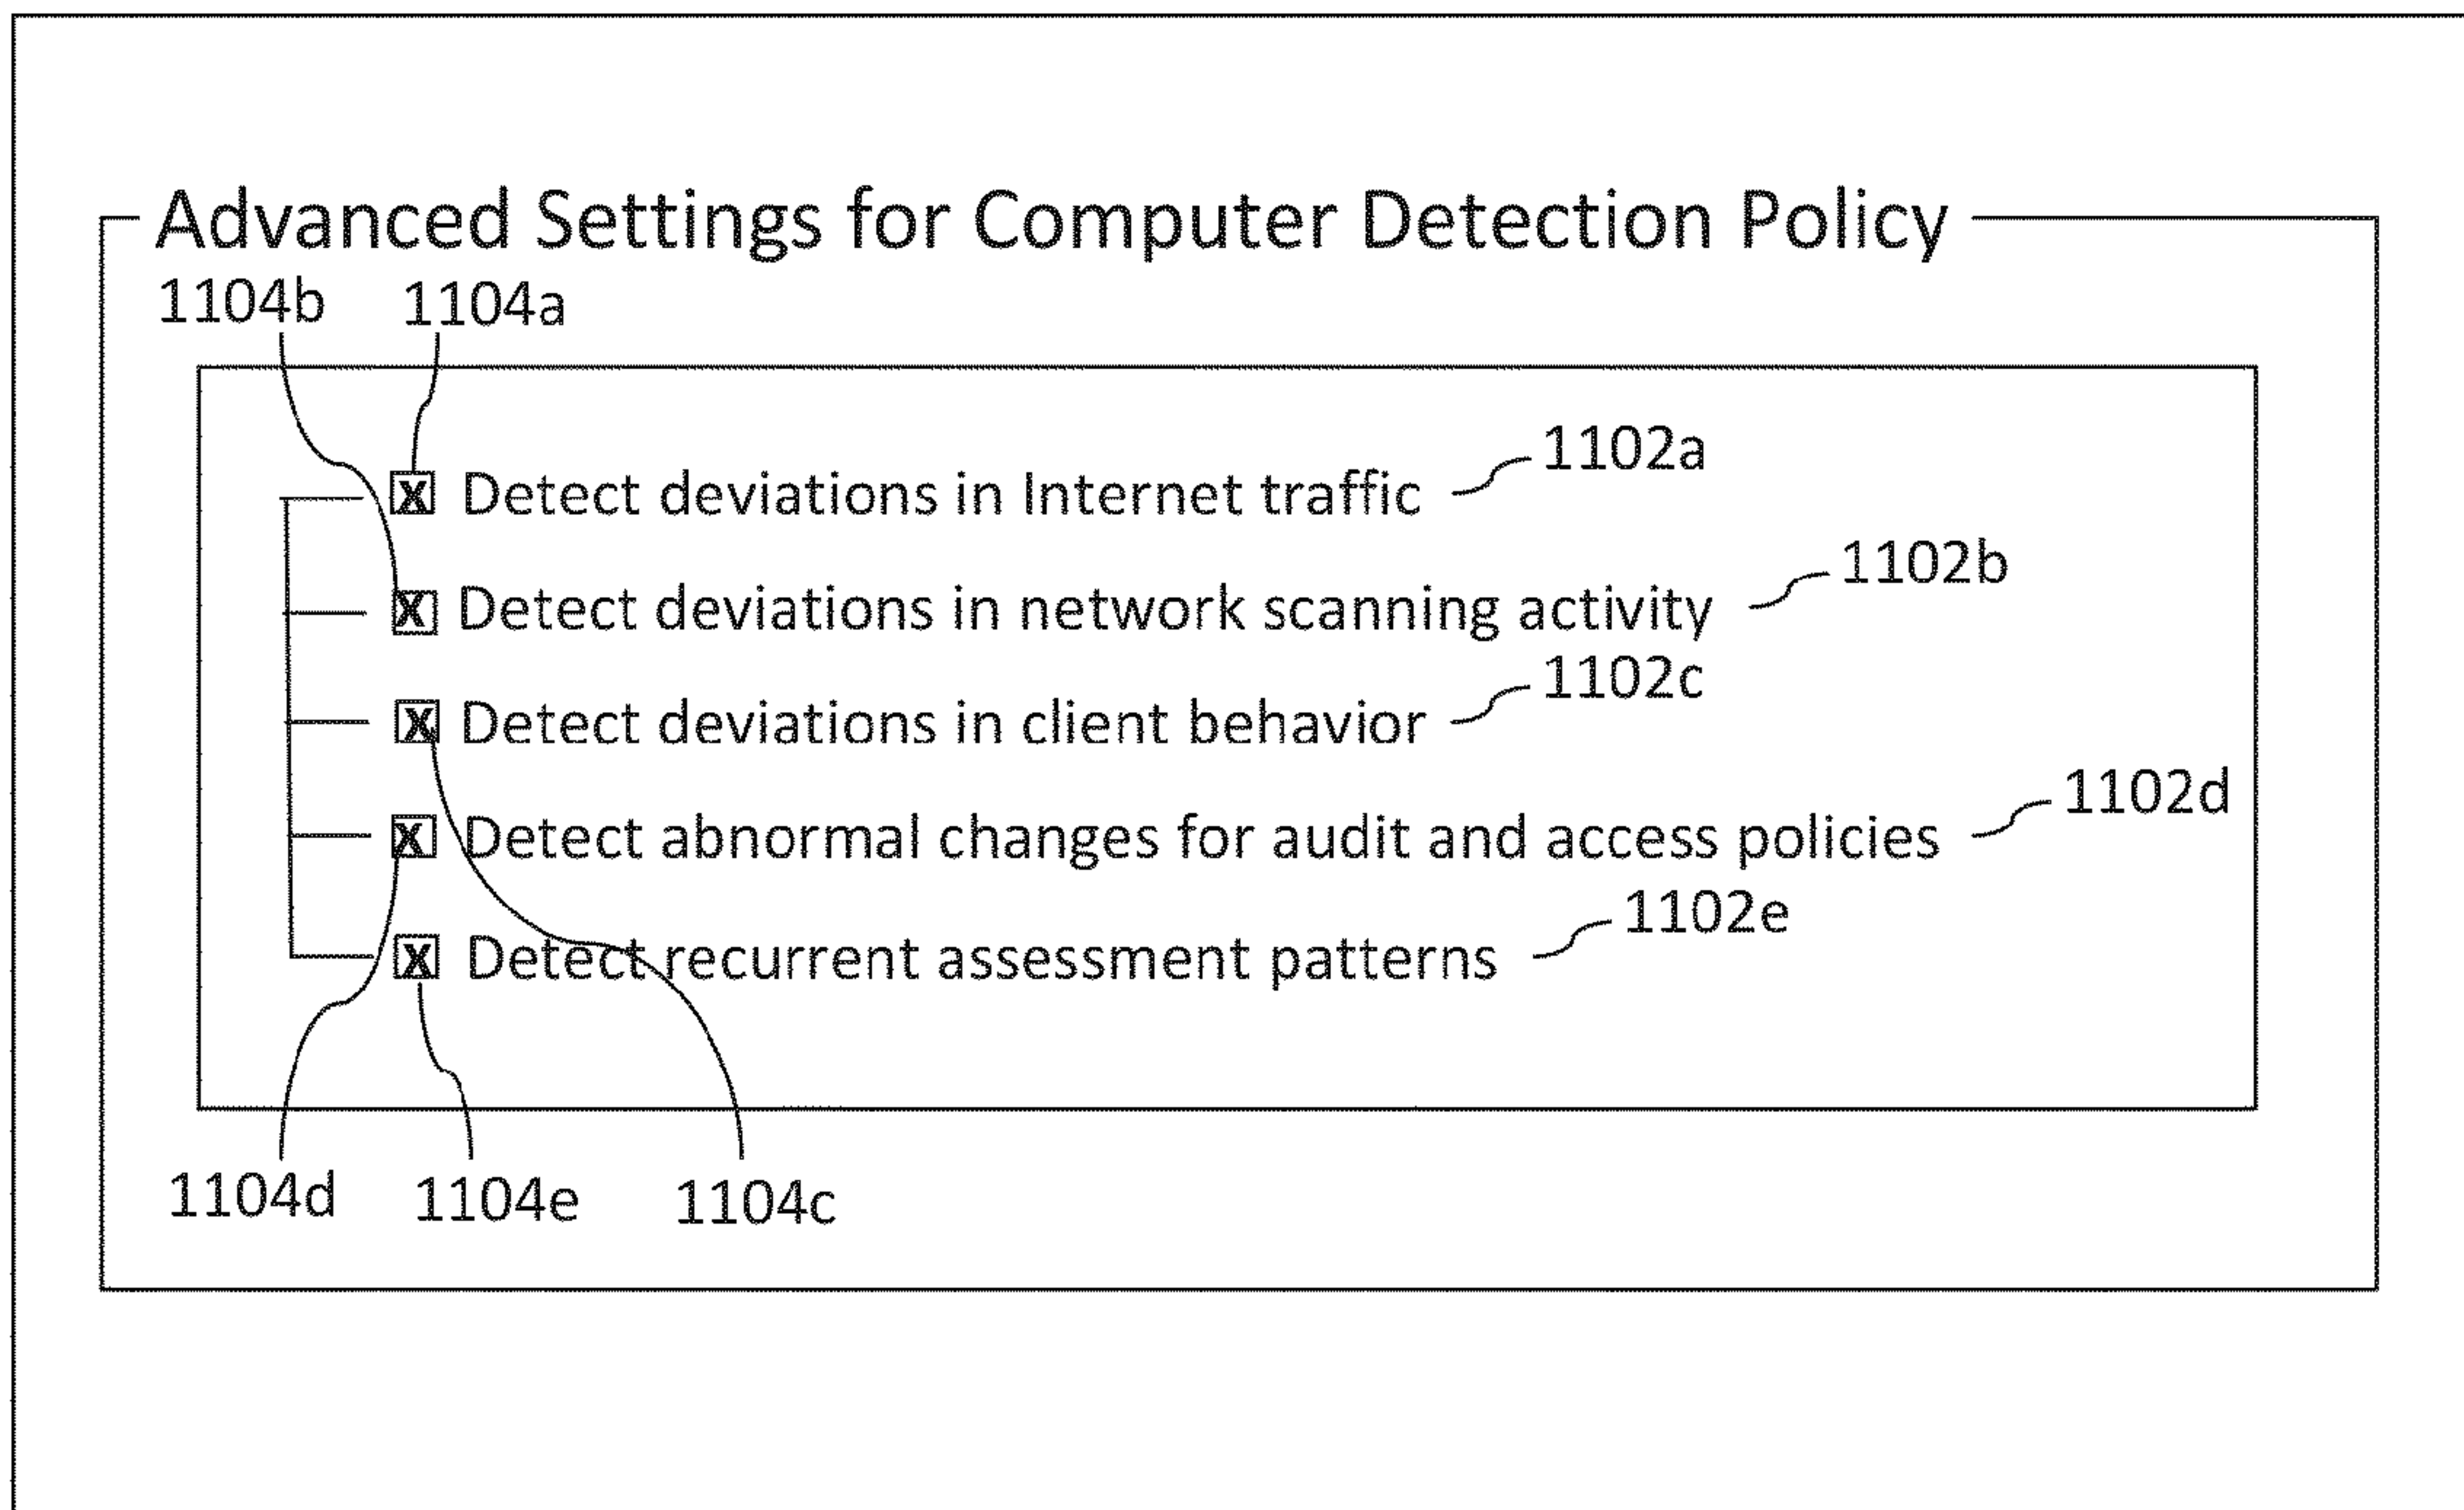 Advanced Settings for Computer Detection Policy
1104b 1104a
X Detect deviations in Internet traffic 1102a
X Detect deviations in network scanning activity 1102b
X Detect deviations in client behavior 1102c
X Detect abnormal changes for audit and access policies 1102d
X Detect recurrent assessment patterns 1102e
1104d 1104e 1104c